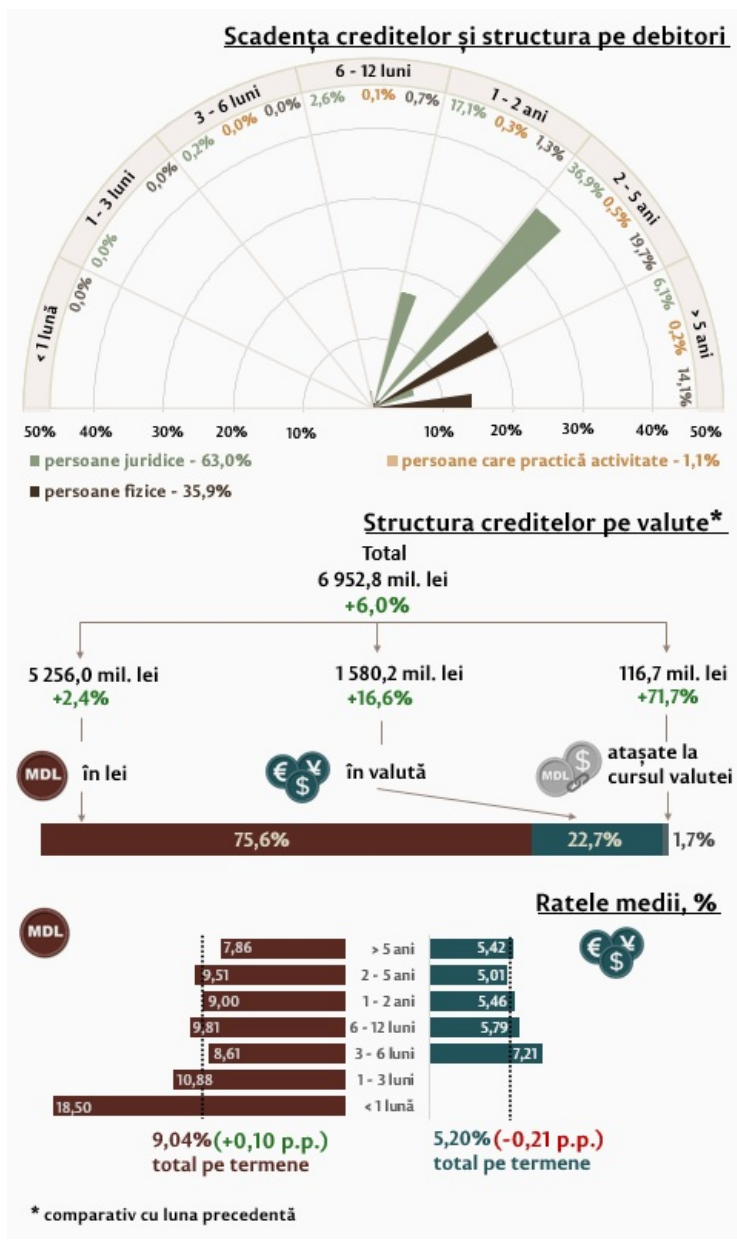 Scadența creditelor și structura pe debitori
< 1 lună
1 - 3 luni
3 - 6 luni
6 - 12 luni
1 - 2 ani
2 - 5 ani
> 5 ani
0,0%
0,0%
0,0% 0,2% 0,0% 0,0%
2,6% 0,1% 0,7%
17,1% 0,3% 1,3%
36,9% 0,5% 19,7%
6,1% 0,2% 14,1%
50% 40% 30% 20% 10% 10% 20% 30% 40% 50%
persoane juridice - 63,0%
persoane care practică activitate - 1,1%
persoane fizice - 35,9%
Structura creditelor pe valute*
Total
6 952,8 mil. lei
+6,0%
5 256,0 mil. lei
+2,4%
1 580,2 mil. lei
+16,6%
116,7 mil. lei
+71,7%
MDL
în lei
€ ¥ $
în valută
MDL $
atașate la
cursul valutei
75,6% 22,7% 1,7%
Ratele medii, %
MDL
€ ¥ $
7,86 > 5 ani 5,42
9,51 2 - 5 ani 5,01
9,00 1 - 2 ani 5,46
9,81 6 - 12 luni 5,79
8,61 3 - 6 luni 7,21
10,88 1 - 3 luni
18,50 < 1 lună
9,04% (+0,10 p.p.)
total pe termene
5,20% (-0,21 p.p.)
total pe termene
* comparativ cu luna precedentă